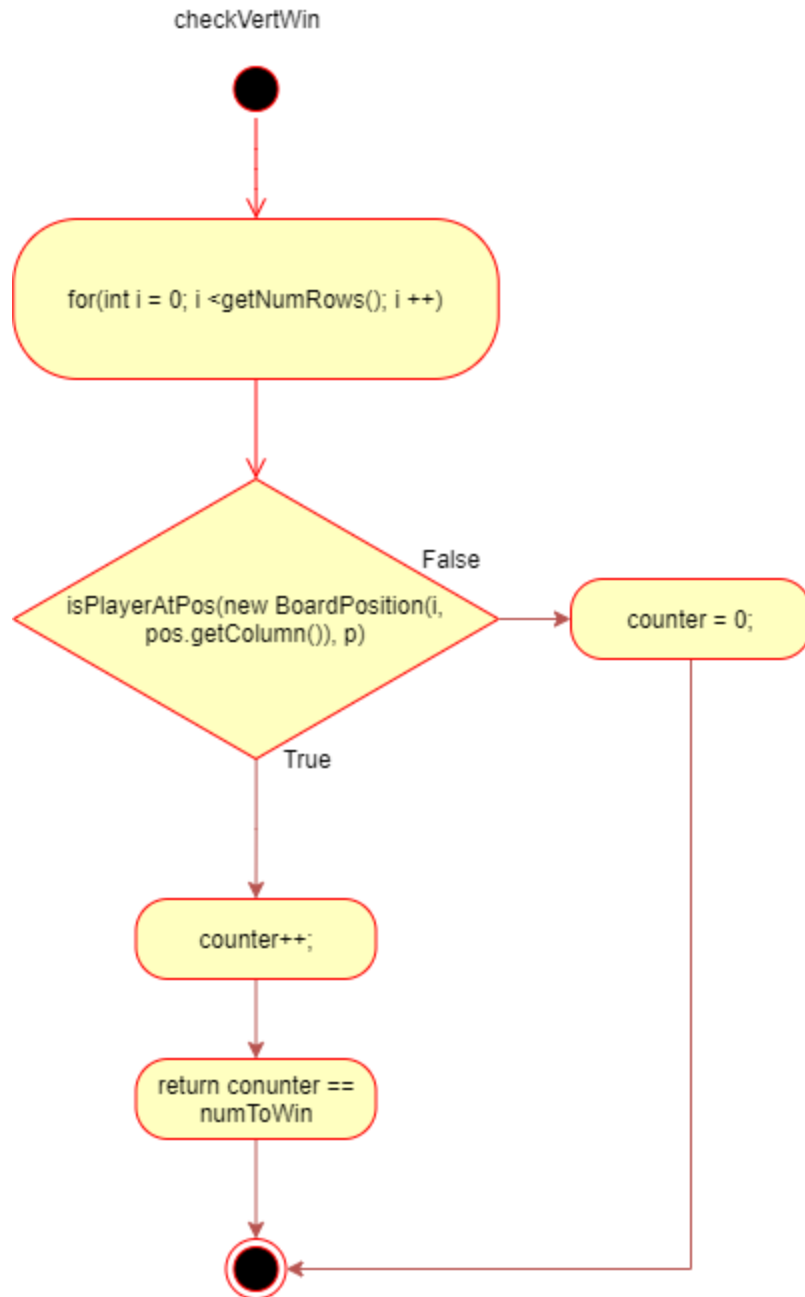 checkVertWin
for(int i = 0; i <getNumRows(); i ++)
False
isPlayerAtPos(new BoardPosition(i,
pos.getColumn()), p)
counter = 0;
True
counter++;
return conunter ==
numToWin